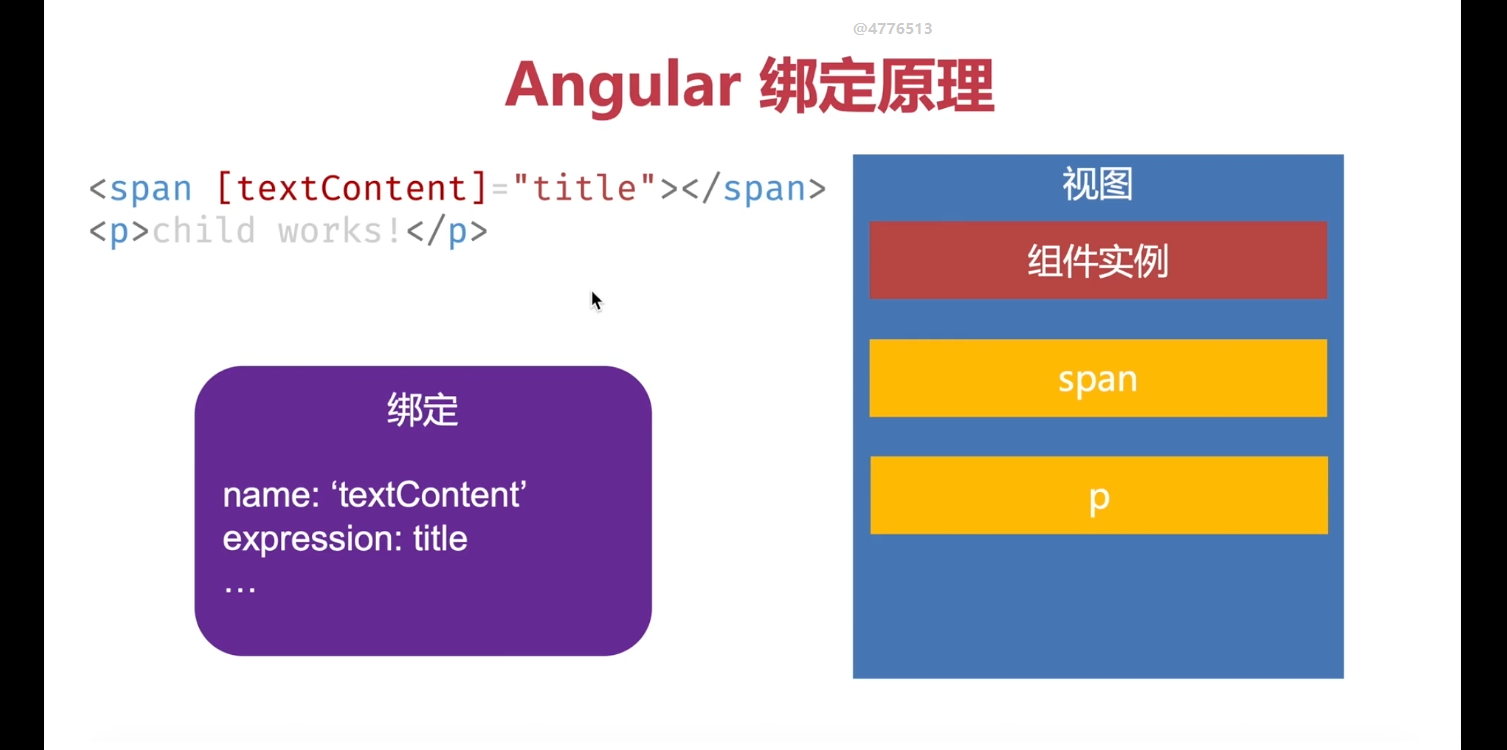 @4776513
Angular 绑定原理
<span [textContent]="title"></span>
<p>child works!</p>
绑定
name: ‘textContent’
expression: title
…
视图
组件实例
span
p